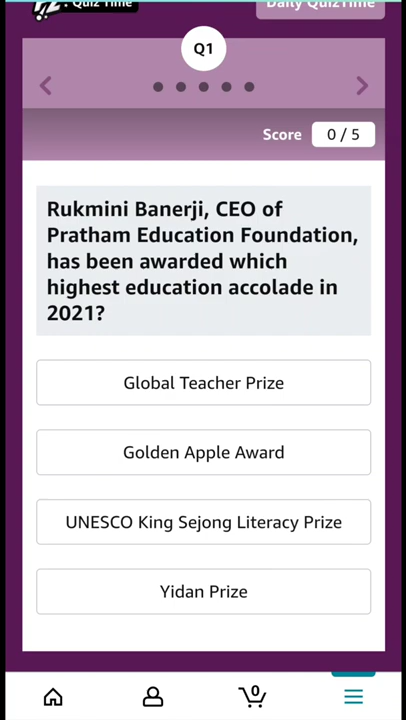 Quiz Time
Daily QuizTime
Q1
Score 0 / 5
Rukmini Banerji, CEO of
Pratham Education Foundation,
has been awarded which
highest education accolade in
2021?
Global Teacher Prize
Golden Apple Award
UNESCO King Sejong Literacy Prize
Yidan Prize
0